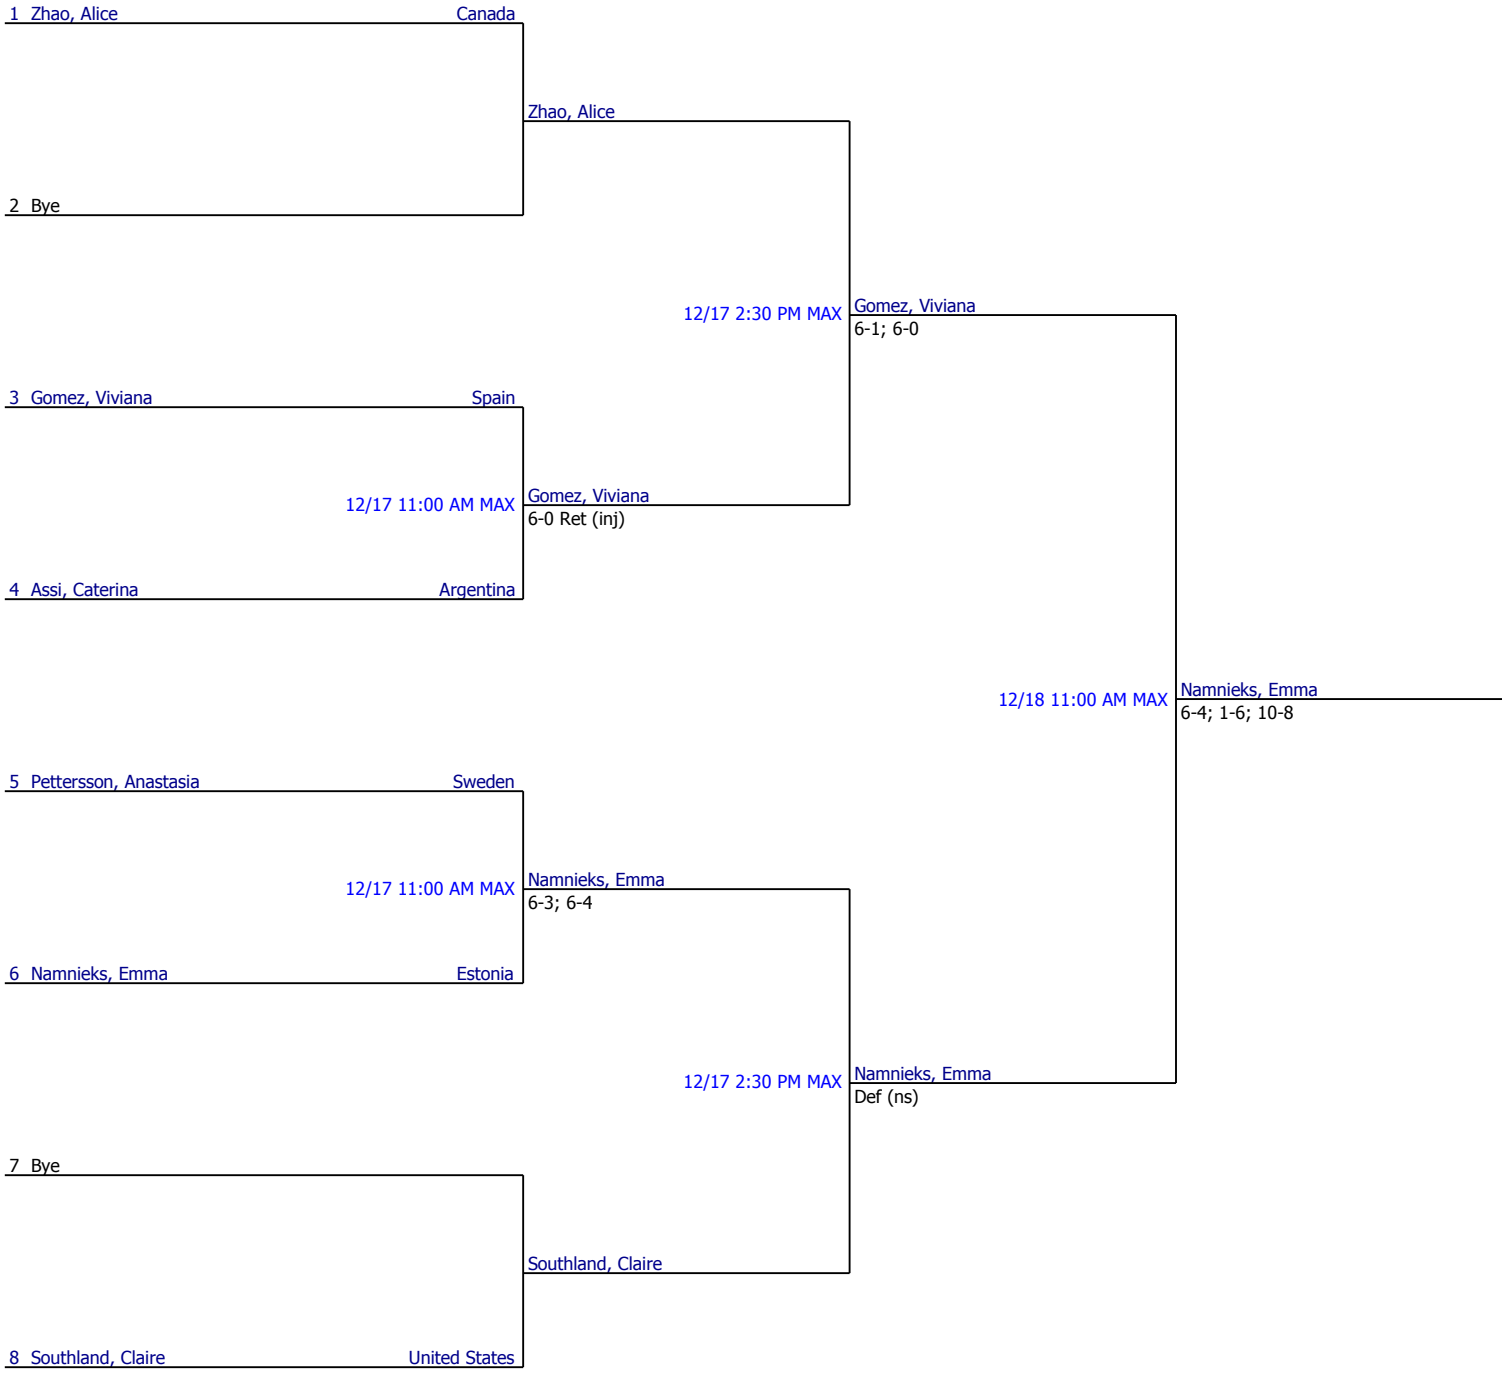 1 Zhao, Alice Canada
Zhao, Alice
2 Bye
12/17 2:30 PM MAX Gomez, Viviana
6-1; 6-0
3 Gomez, Viviana Spain
12/17 11:00 AM MAX Gomez, Viviana
6-0 Ret (inj)
4 Assi, Caterina Argentina
12/18 11:00 AM MAX Namnieks, Emma
6-4; 1-6; 10-8
5 Pettersson, Anastasia Sweden
12/17 11:00 AM MAX Namnieks, Emma
6-3; 6-4
6 Namnieks, Emma Estonia
12/17 2:30 PM MAX Namnieks, Emma
Def (ns)
7 Bye
Southland, Claire
8 Southland, Claire United States